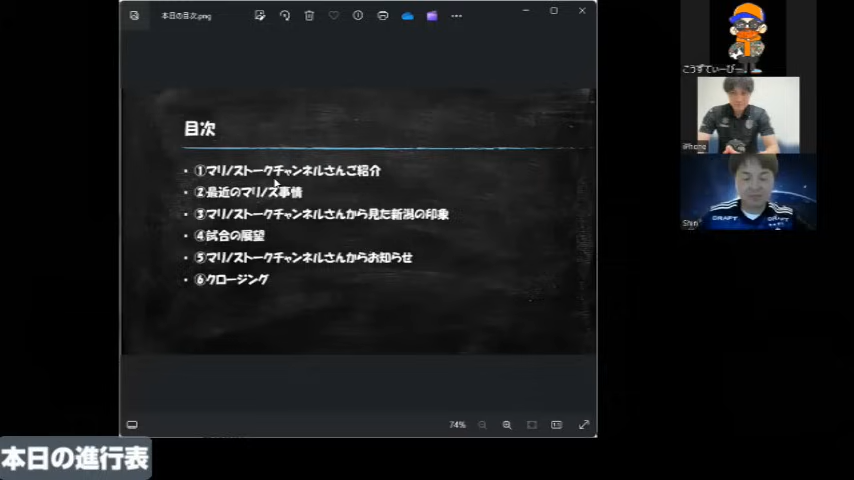 本日の目次.png
目次
・①マリノストークチャンネルさんご紹介
・②最近のマリノス事情
・③マリノストークチャンネルさんから見た新潟の印象
・④試合の展望
・⑤マリノストークチャンネルさんからお知らせ
・⑥クロージング
74%
本日の進行表
こうずでぃーぴー
iPhone
Shin